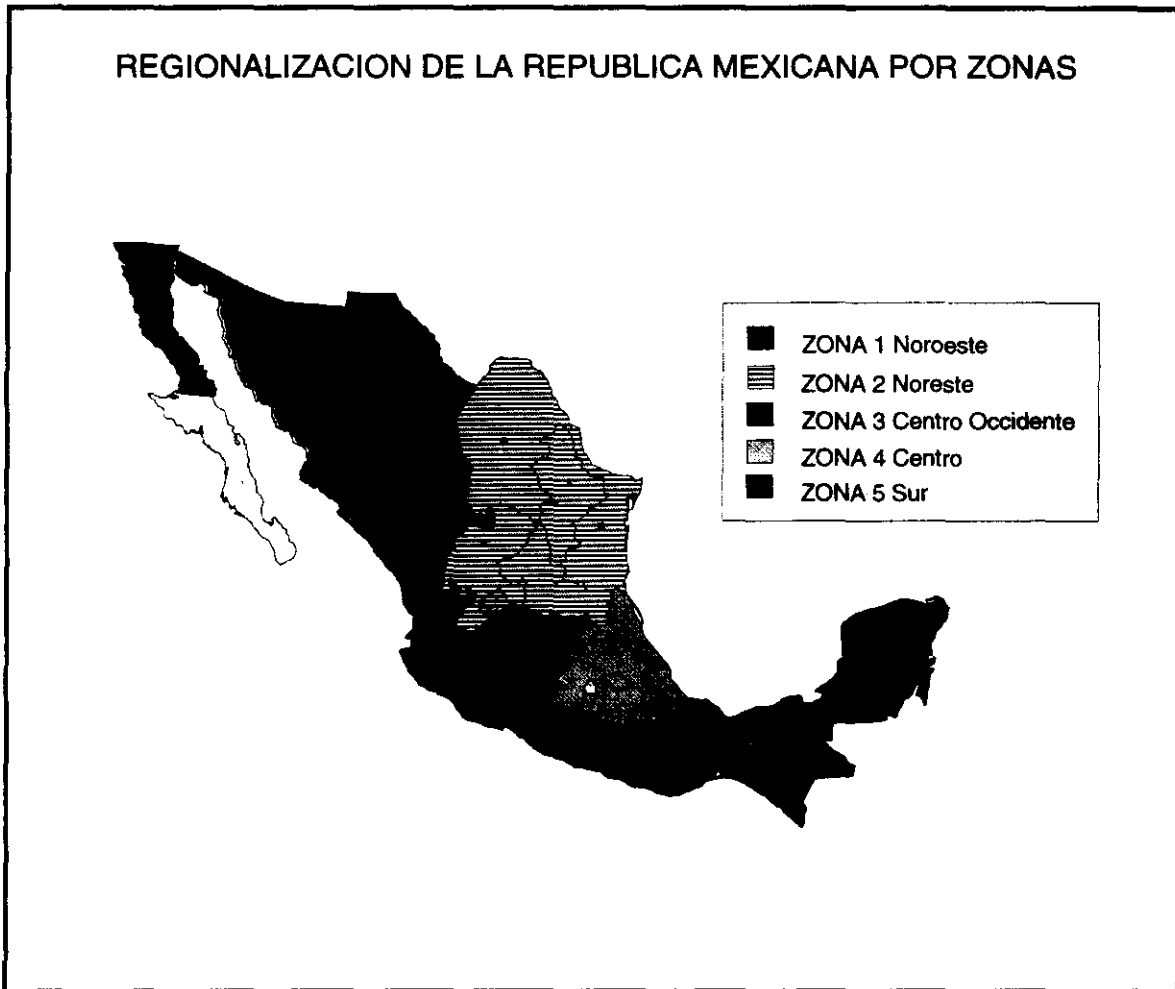 REGIONALIZACION DE LA REPUBLICA MEXICANA POR ZONAS
ZONA 1 Noroeste
ZONA 2 Noreste
ZONA 3 Centro Occidente
ZONA 4 Centro
ZONA 5 Sur